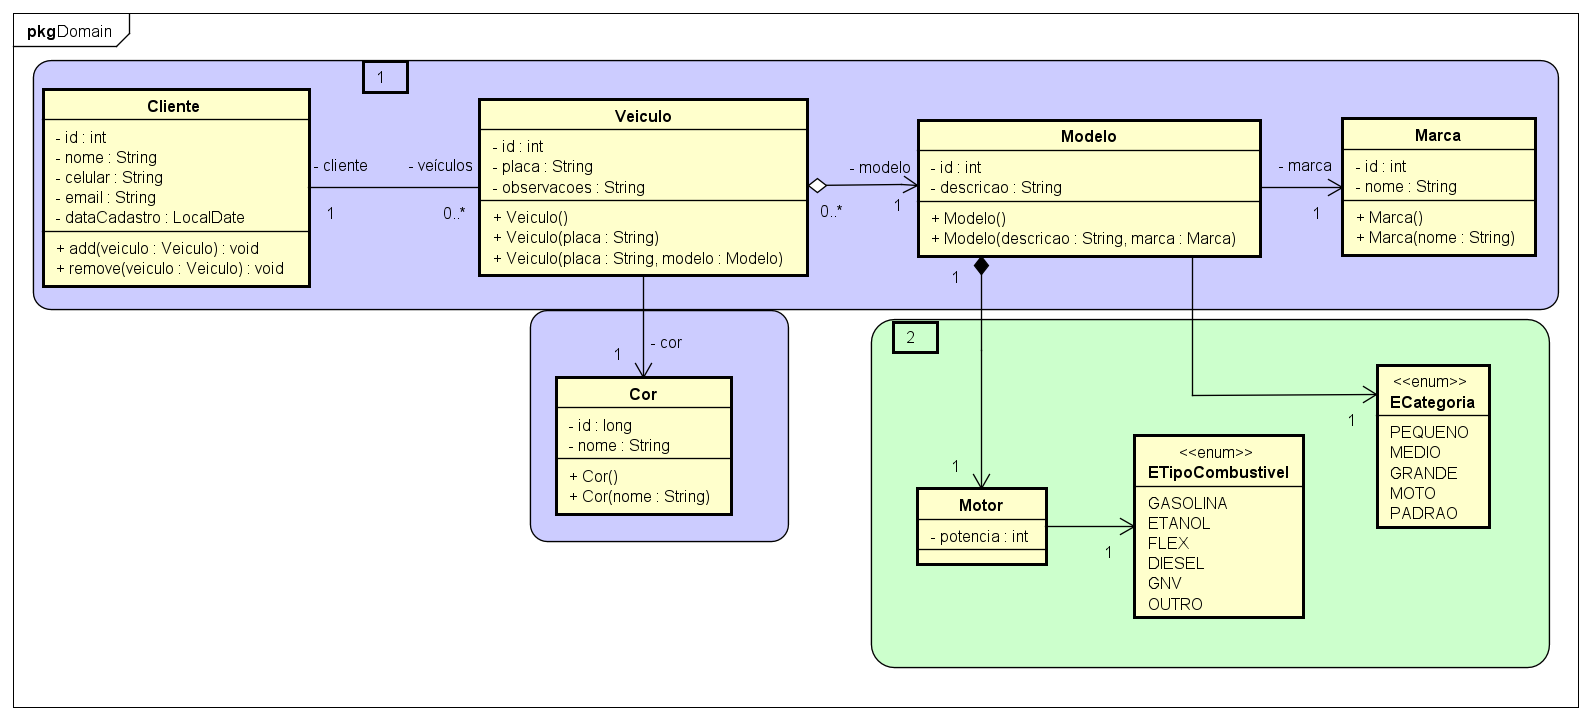 pkgDomain
1
Cliente
- id : int
- nome : String
- celular : String
- email : String
- dataCadastro : LocalDate
+ add(veiculo : Veiculo) : void
+ remove(veiculo : Veiculo) : void
- cliente
1
- veículos
0..*
Veiculo
- id : int
- placa : String
- observacoes : String
+ Veiculo()
+ Veiculo(placa : String)
+ Veiculo(placa : String, modelo : Modelo)
- modelo
0..*
1
Modelo
- id : int
- descricao : String
+ Modelo()
+ Modelo(descricao : String, marca : Marca)
- marca
1
Marca
- id : int
- nome : String
+ Marca()
+ Marca(nome : String)
- cor
1
Cor
- id : long
- nome : String
+ Cor()
+ Cor(nome : String)
2
1
1
Motor
- potencia : int
1
<<enum>>
ETipoCombustivel
GASOLINA
ETANOL
FLEX
DIESEL
GNV
OUTRO
1
<<enum>>
ECategoria
PEQUENO
MEDIO
GRANDE
MOTO
PADRAO